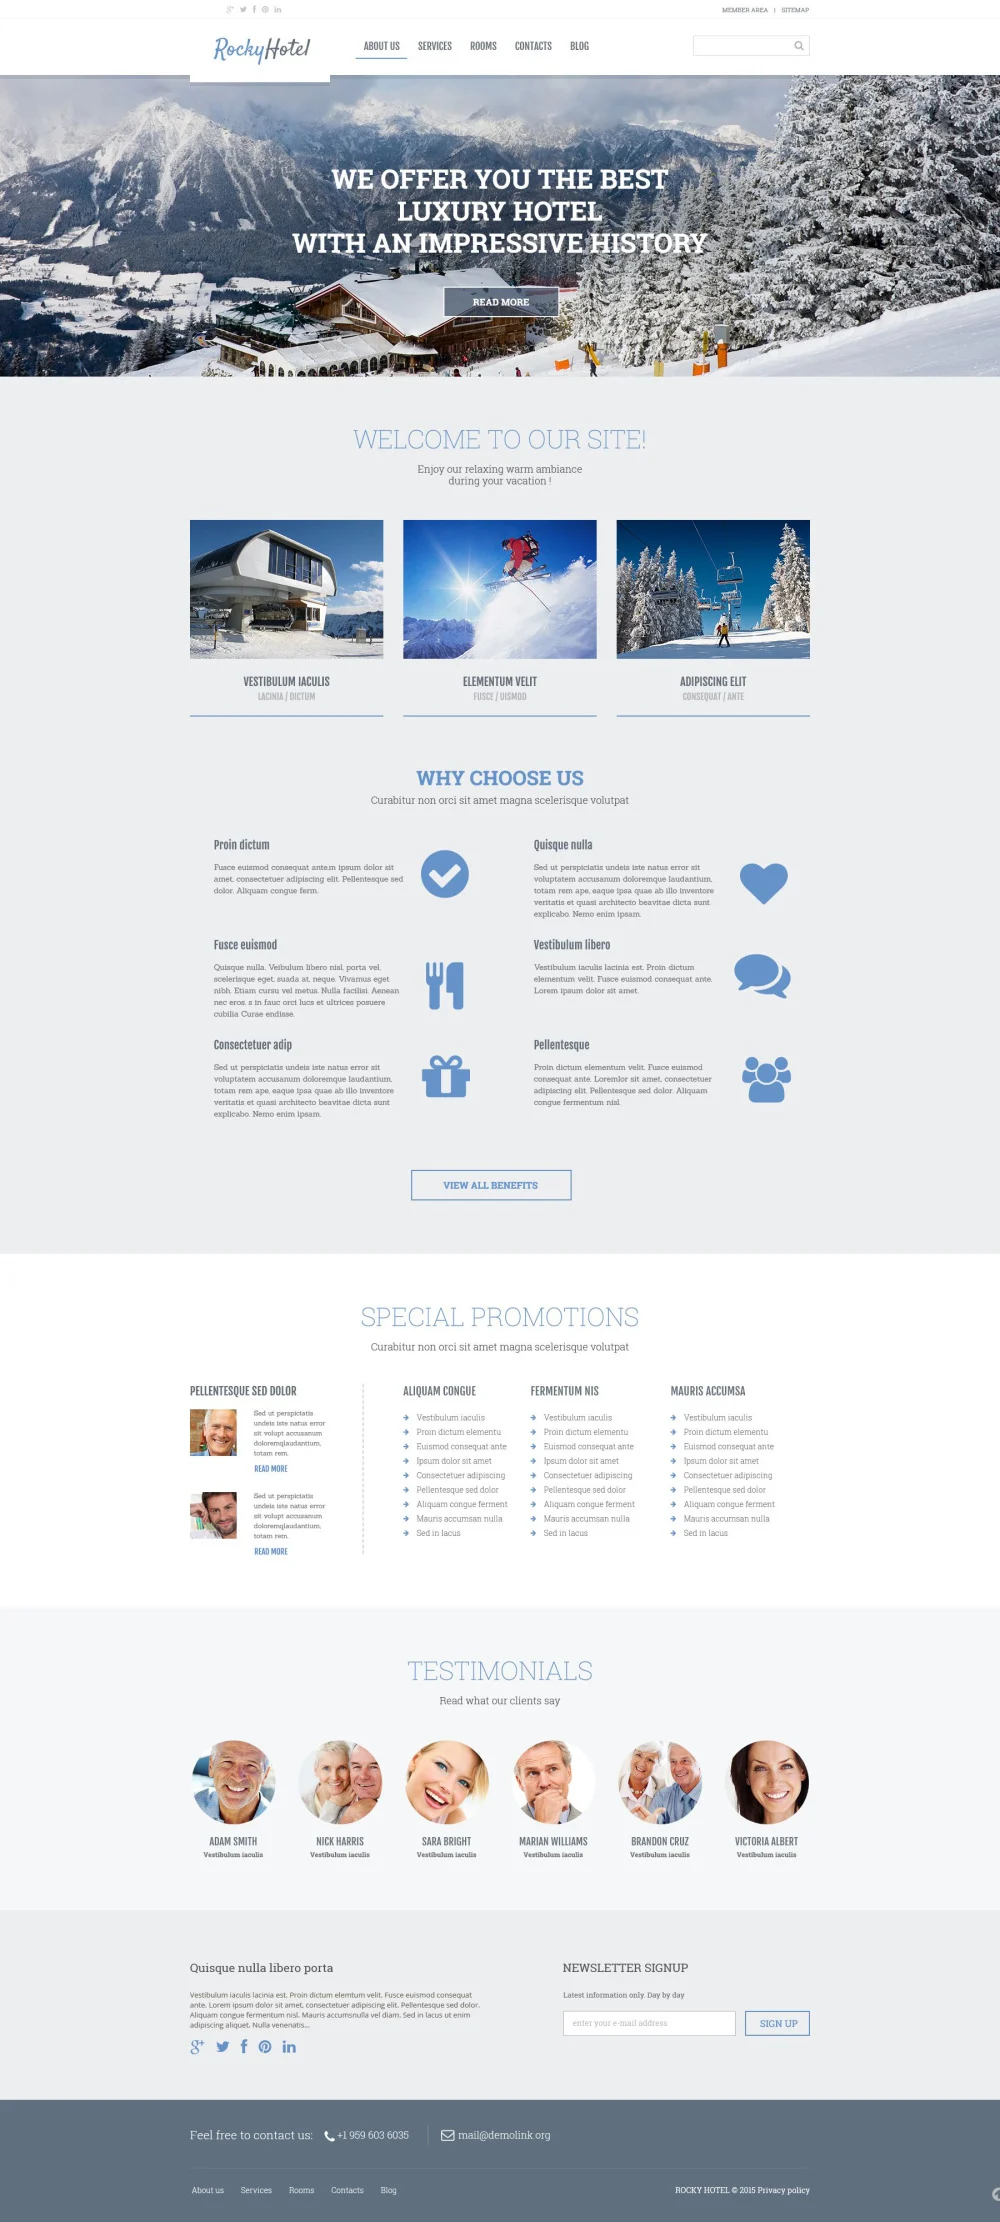 MEMBER AREA | SITEMAP
RockyHotel
ABOUT US SERVICES ROOMS CONTACTS BLOG
WE OFFER YOU THE BEST
LUXURY HOTEL
WITH AN IMPRESSIVE HISTORY
READ MORE
WELCOME TO OUR SITE!
Enjoy our relaxing warm ambiance
during your vacation !
VESTIBULUM IACULIS
LACINIA / DICTUM
ELEMENTUM VELIT
FUSCE / UISMOD
ADIPISCING ELIT
CONSEQUAT / ANTE
WHY CHOOSE US
Curabitur non orci sit amet magna scelerisque volutpat
Proin dictum
Fusce euismod consequat ante.m ipsum dolor sit
amet, consectetuer adipiscing elit. Pellentesque sed
dolor. Aliquam congue ferm.
Quisque nulla
Sed ut perspiciatis undeis iste natus error sit
voluptatem accusanum doloremque laudantium,
totam rem ape, eaque ipsa quae ab illo inventore
veritatis et quasi architecto beavitae dicta sunt
explicabo. Nemo enim ipsam.
Fusce euismod
Quisque nulla. Veibulum libero nisl, porta vel,
scelerisque eget, suada at, neque. Vivamus eget
nibh. Etiam cursu vel metus. Nulla facilisi. Aenean
nec eros. s in fauc orci lucs et ultrices posuere
cubilia Curae endisse.
Vestibulum libero
Vestibulum iaculis lacinia est. Proin dictum
elementum velit. Fusce euismod consequat ante.
Lorem ipsum dolor sit amet.
Consectetuer adip
Sed ut perspiciatis undeis iste natus error sit
voluptatem accusanum doloremque laudantium,
totam rem ape, eaque ipsa quae ab illo inventore
veritatis et quasi architecto beavitae dicta sunt
explicabo. Nemo enim ipsam.
Pellentesque
Proin dictum elementum velit. Fusce euismod
consequat ante. Loremlor sit amet, consectetuer
adipiscing elit. Pellentesque sed dolor. Aliquam
congue fermentum nisl.
VIEW ALL BENEFITS
SPECIAL PROMOTIONS
Curabitur non orci sit amet magna scelerisque volutpat
PELLENTESQUE SED DOLOR
Sed ut perspictatis
undeis iste natus error
sit volupt accusanum
doloremqlaudantium,
totam rem.
READ MORE
Sed ut perspictatis
undeis iste natus error
sit volupt accusanum
doloremqlaudantium,
totam rem.
READ MORE
ALIQUAM CONGUE
Vestibulum iaculis
Proin dictum elementu
Euismod consequat ante
Ipsum dolor sit amet
Consectetuer adipiscing
Pellentesque sed dolor
Aliquam congue ferment
Mauris accumsan nulla
Sed in lacus
FERMENTUM NIS
Vestibulum iaculis
Proin dictum elementu
Euismod consequat ante
Ipsum dolor sit amet
Consectetuer adipiscing
Pellentesque sed dolor
Aliquam congue ferment
Mauris accumsan nulla
Sed in lacus
MAURIS ACCUMSA
Vestibulum iaculis
Proin dictum elementu
Euismod consequat ante
Ipsum dolor sit amet
Consectetuer adipiscing
Pellentesque sed dolor
Aliquam congue ferment
Mauris accumsan nulla
Sed in lacus
TESTIMONIALS
Read what our clients say
ADAM SMITH
Vestibulum iaculis
NICK HARRIS
Vestibulum iaculis
SARA BRIGHT
Vestibulum iaculis
MARIAN WILLIAMS
Vestibulum iaculis
BRANDON CRUZ
Vestibulum iaculis
VICTORIA ALBERT
Vestibulum iaculis
Quisque nulla libero porta
Vestibulum iaculis lacinia est. Proin dictum elemtum velit. Fusce euismod consequat
ante. Lorem ipsum dolor sit amet, consectetuer adipiscing elit. Pellentesque sed dolor.
Aliquam congue fermentum nisl. Mauris accumsnulla vel diam. Sed in lacus ut enim
adipiscing aliquet. Nulla venenatis...
NEWSLETTER SIGNUP
Latest information only. Day by day
enter your e-mail address
SIGN UP
Feel free to contact us: +1 959 603 6035 mail@demolink.org
About us Services Rooms Contacts Blog
ROCKY HOTEL © 2015 Privacy policy